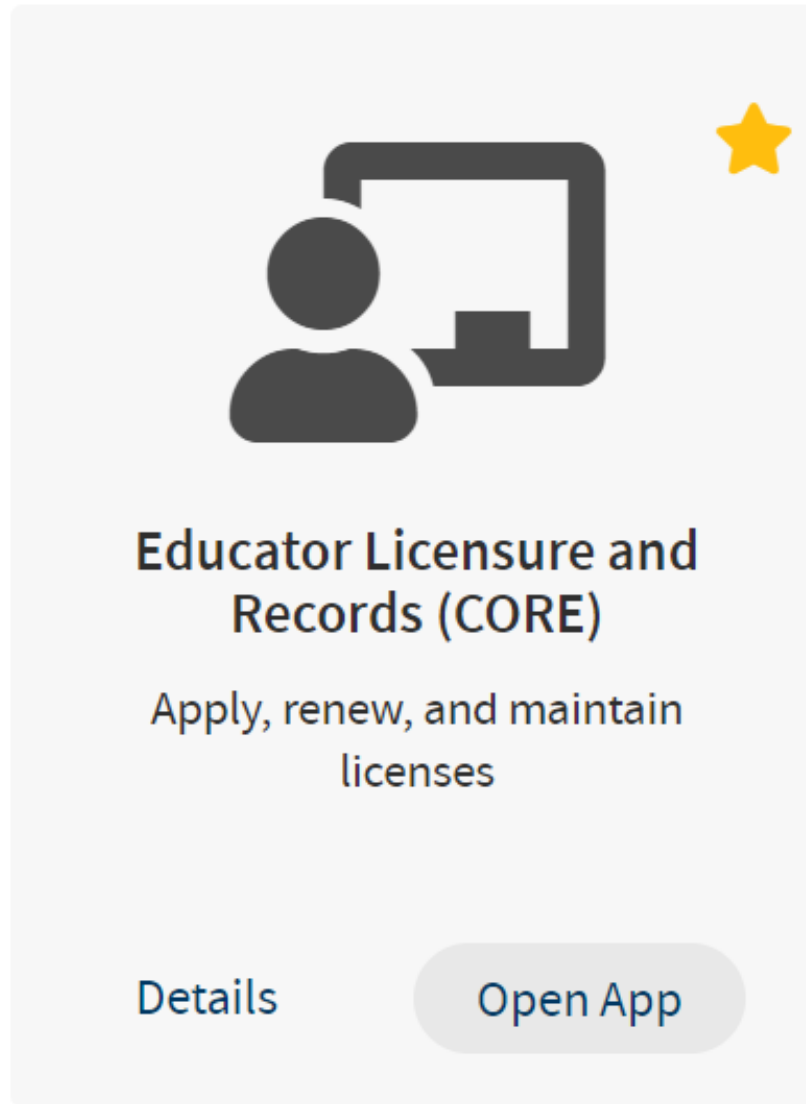 Educator Licensure and
Records (CORE)
Apply, renew, and maintain
licenses
Details
Open App